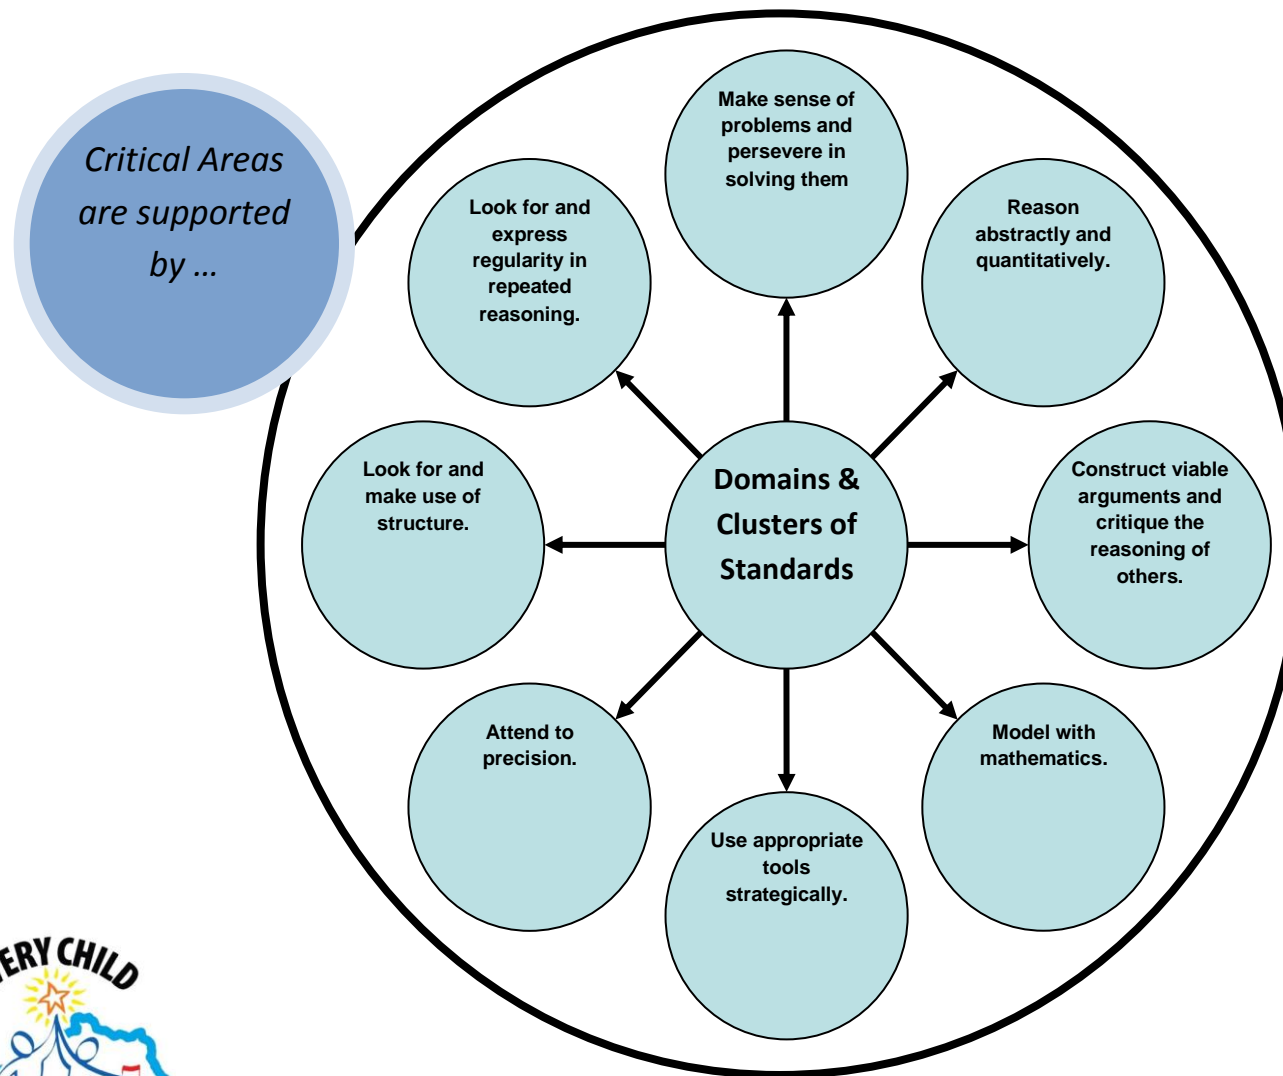 Critical Areas
are supported
by ...
Make sense of
problems and
persevere in
solving them
Reason
abstractly and
quantitatively.
Construct viable
arguments and
critique the
reasoning of
others.
Model with
mathematics.
Use appropriate
tools
strategically.
Attend to
precision.
Look for and
make use of
structure.
Look for and
express
regularity in
repeated
reasoning.
Domains &
Clusters of
Standards
CHILD